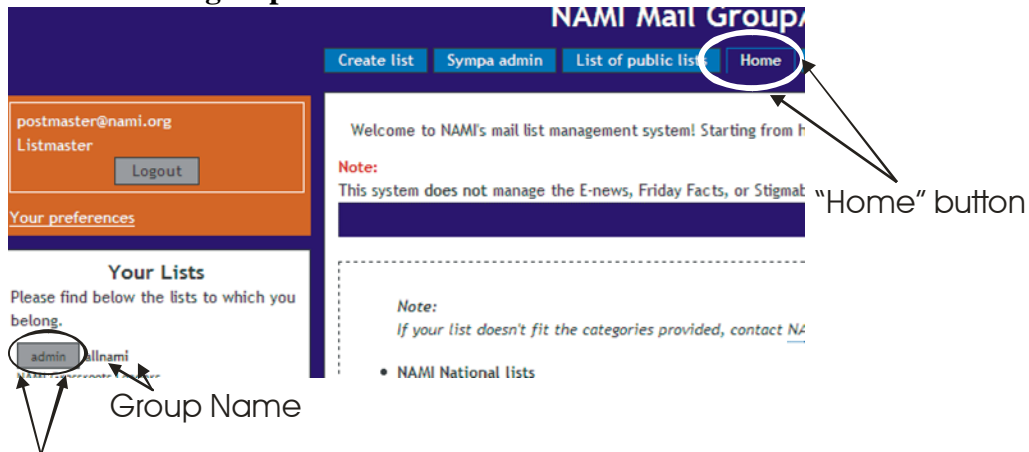 NAMI Mail Group
Create list Sympa admin List of public lists Home
postmaster@nami.org
Listmaster
Logout
Your preferences
Welcome to NAMI's mail list management system! Starting from h
Note:
This system does not manage the E-news, Friday Facts, or Stigmab
"Home" button
Your Lists
Please find below the lists to which you
belong.
admin allnami
Note:
If your list doesn't fit the categories provided, contact NA
• NAMI National lists
Group Name